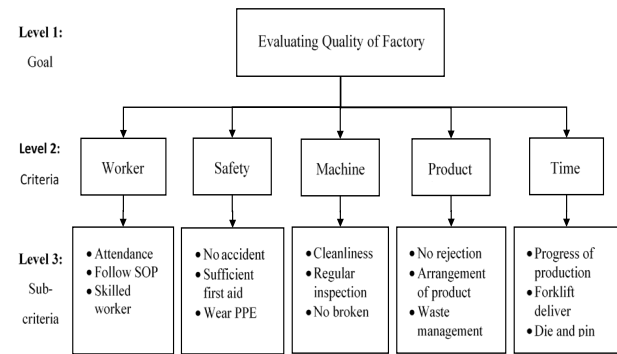 Level 1:
Goal
Evaluating Quality of Factory
Level 2:
Criteria
Worker
Safety
Machine
Product
Time
Level 3:
Sub-
criteria
• Attendance
• Follow SOP
• Skilled
worker
• No accident
• Sufficient
first aid
• Wear PPE
• Cleanliness
• Regular
inspection
• No broken
• No rejection
• Arrangement
of product
• Waste
management
• Progress of
production
• Forklift
deliver
• Die and pin